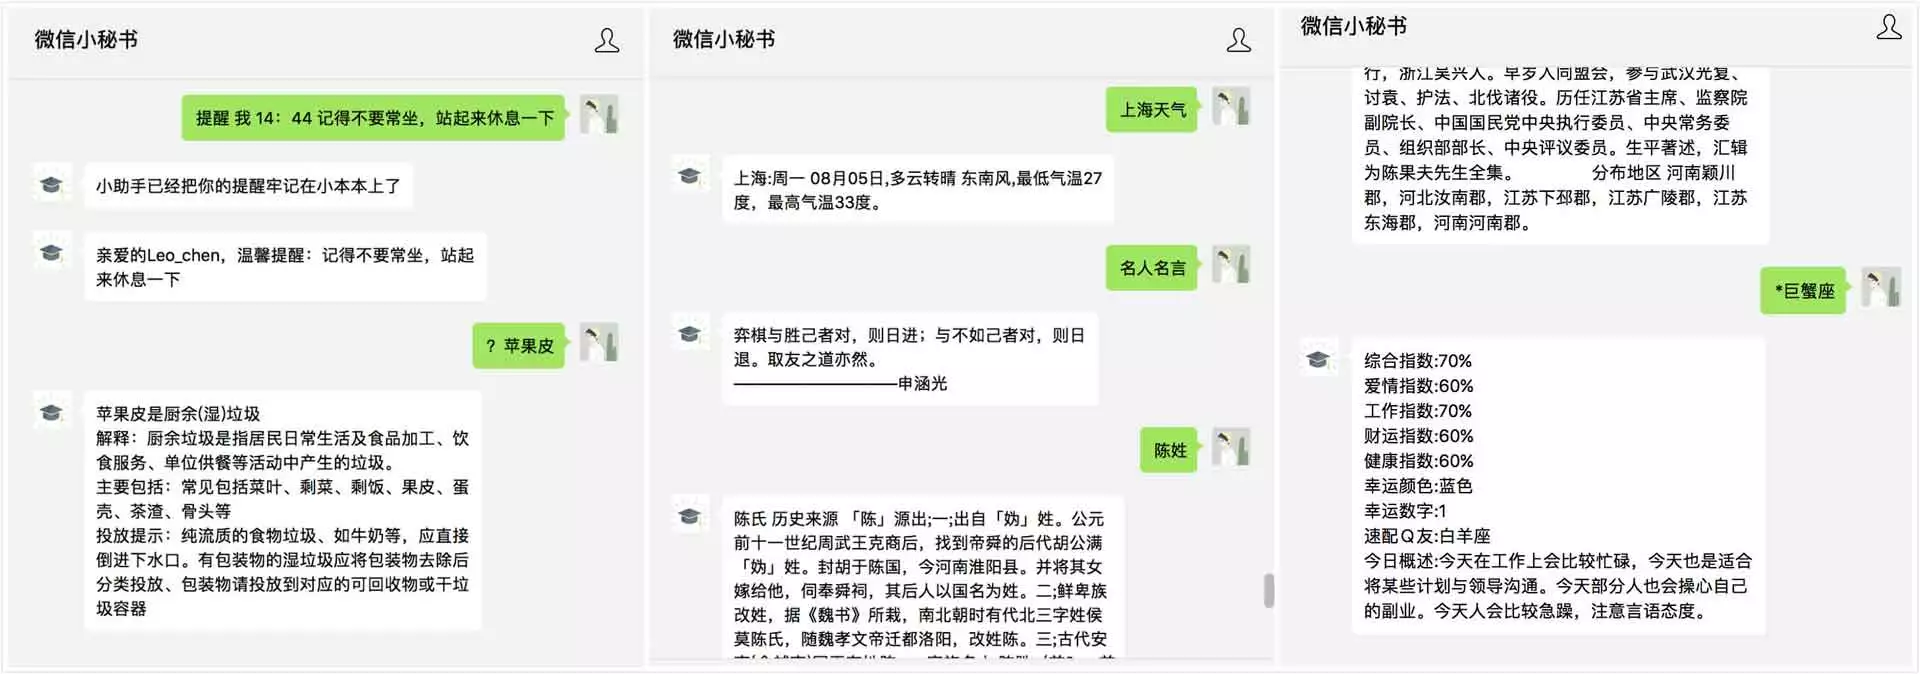 微信小秘书
提醒 我 14：44 记得不要常坐，站起来休息一下
小助手已经把你的提醒牢记在小本本上了
亲爱的Leo_chen，温馨提醒：记得不要常坐，站起
来休息一下
？苹果皮
苹果皮是厨余(湿)垃圾
解释：厨余垃圾是指居民日常生活及食品加工、饮
食服务、单位供餐等活动中产生的垃圾。
主要包括：常见包括菜叶、剩菜、剩饭、果皮、蛋
壳、茶渣、骨头等
投放提示：纯流质的食物垃圾、如牛奶等，应直接
倒进下水口。有包装物的湿垃圾应将包装物去除后
分类投放、包装物请投放到对应的可回收物或干垃
圾容器
微信小秘书
上海天气
上海:周一 08月05日,多云转晴 东南风,最低气温27
度，最高气温33度。
名人名言
弈棋与胜己者对，则日进；与不如己者对，则日
退。取友之道亦然。
——————————申涵光
陈姓
陈氏 历史来源 「陈」源出;一;出自「妫」姓。公元
前十一世纪周武王克商后，找到帝舜的后代胡公满
「妫」姓。封胡于陈国，今河南淮阳县。并将其女
嫁给他，伺奉舜祠，其后人以国名为姓。二;鲜卑族
改姓，据《魏书》所栽，南北朝时有代北三字姓侯
莫陈氏，随魏孝文帝迁都洛阳，改姓陈。三;古代安
微信小秘书
行，浙江吴兴人。早岁入同盟会，参与武汉光复、
讨袁、护法、北伐诸役。历任江苏省主席、监察院
副院长、中国国民党中央执行委员、中央常务委
员、组织部部长、中央评议委员。生平著述，汇辑
为陈果夫先生全集。 分布地区 河南颖川
郡，河北汝南郡，江苏下邳郡，江苏广陵郡，江苏
东海郡，河南河南郡。
*巨蟹座
综合指数:70%
爱情指数:60%
工作指数:70%
财运指数:60%
健康指数:60%
幸运颜色:蓝色
幸运数字:1
速配Ｑ友:白羊座
今日概述:今天在工作上会比较忙碌，今天也是适合
将某些计划与领导沟通。今天部分人也会操心自己
的副业。今天人会比较急躁，注意言语态度。